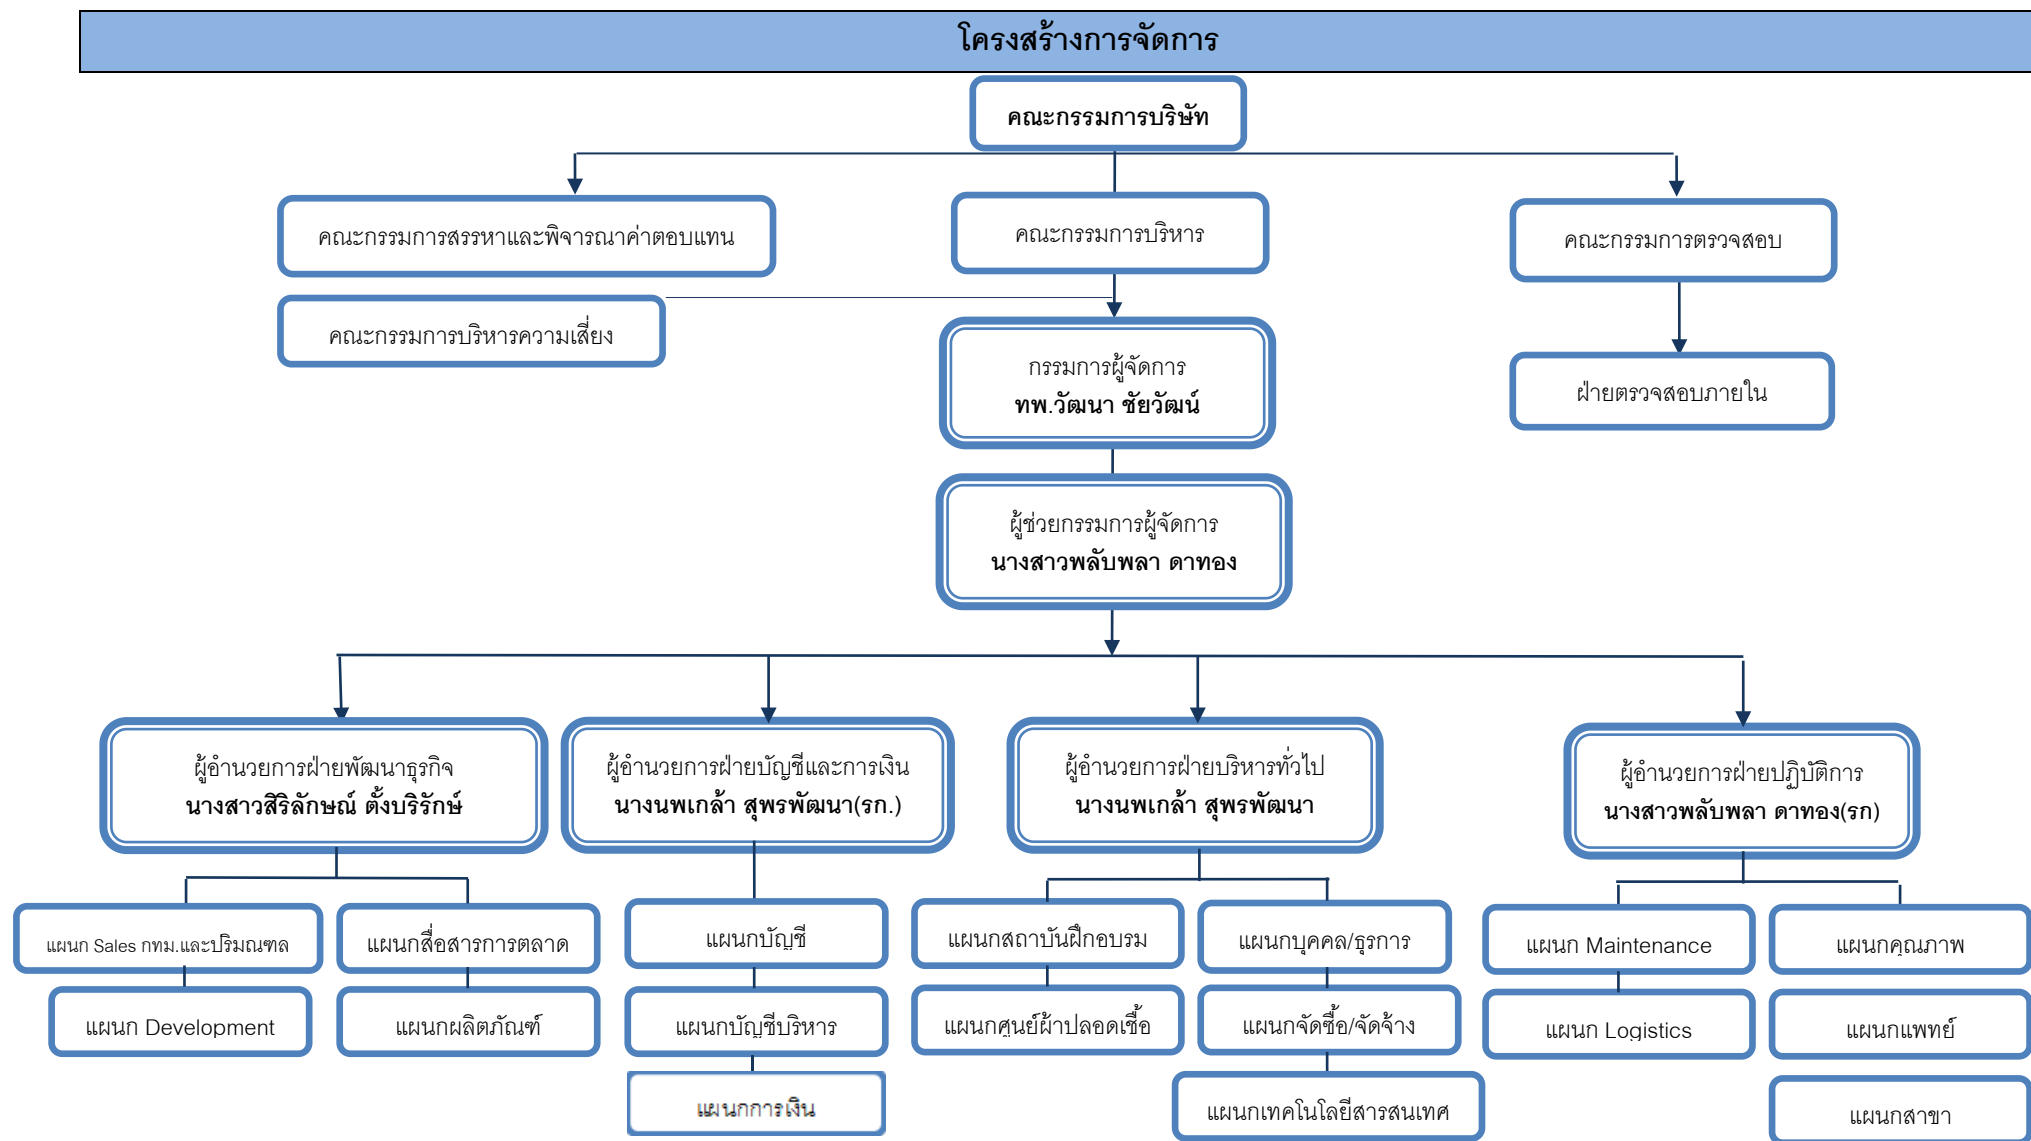 โครงสร้างการจัดการ
คณะกรรมการบริษัท
คณะกรรมการสรรหาและพิจารณาค่าตอบแทน
คณะกรรมการบริหาร
คณะกรรมการตรวจสอบ
คณะกรรมการบริหารความเสี่ยง
กรรมการผู้จัดการ
ทพ.วัฒนา ชัยวัฒน์
ฝ่ายตรวจสอบภายใน
ผู้ช่วยกรรมการผู้จัดการ
นางสาวพลับพลา ดาทอง
ผู้อำนวยการฝ่ายพัฒนาธุรกิจ
นางสาวสิริลักษณ์ ตั้งบริรักษ์
ผู้อำนวยการฝ่ายบัญชีและการเงิน
นางนพเกล้า สุพรพัฒนา(รก.)
ผู้อำนวยการฝ่ายบริหารทั่วไป
นางนพเกล้า สุพรพัฒนา
ผู้อำนวยการฝ่ายปฏิบัติการ
นางสาวพลับพลา ดาทอง(รก)
แผนก Sales กทม.และปริมณฑล
แผนกสื่อสารการตลาด
แผนกบัญชี
แผนกสถาบันฝึกอบรม
แผนกบุคคล/ธุรการ
แผนก Maintenance
แผนกคุณภาพ
แผนก Development
แผนกผลิตภัณฑ์
แผนกบัญชีบริหาร
แผนกศูนย์ผ้าปลอดเชื้อ
แผนกจัดซื้อ/จัดจ้าง
แผนก Logistics
แผนกแพทย์
แผนกการเงิน
แผนกเทคโนโลยีสารสนเทศ
แผนกสาขา